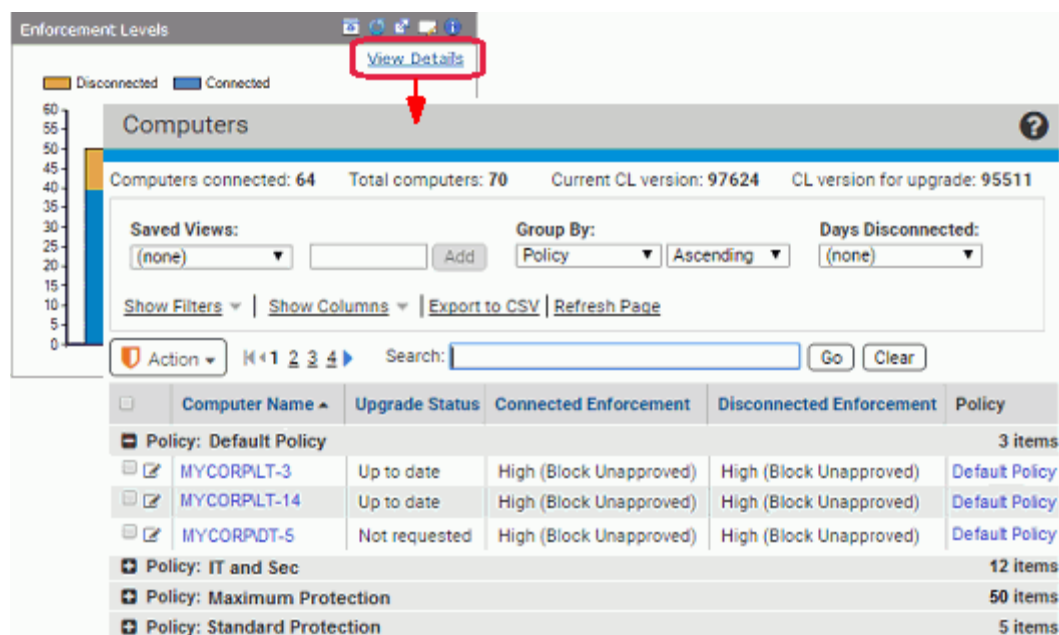 Enforcement Levels
View Details
Disconnected Connected
60
55
50
45
40
35
30
25
20
15
10
5
0
Computers
Computers connected: 64 Total computers: 70 Current CL version: 97624 CL version for upgrade: 95511
Saved Views: Group By: Days Disconnected:
(none) Add Policy Ascending (none)
Show Filters Show Columns Export to CSV Refresh Page
Action 1 2 3 4 Search: Go Clear
Computer Name Upgrade Status Connected Enforcement Disconnected Enforcement Policy
Policy: Default Policy 3 items
MYCORP\LT-3 Up to date High (Block Unapproved) High (Block Unapproved) Default Policy
MYCORP\LT-14 Up to date High (Block Unapproved) High (Block Unapproved) Default Policy
MYCORP\DT-5 Not requested High (Block Unapproved) High (Block Unapproved) Default Policy
Policy: IT and Sec 12 items
Policy: Maximum Protection 50 items
Policy: Standard Protection 5 items